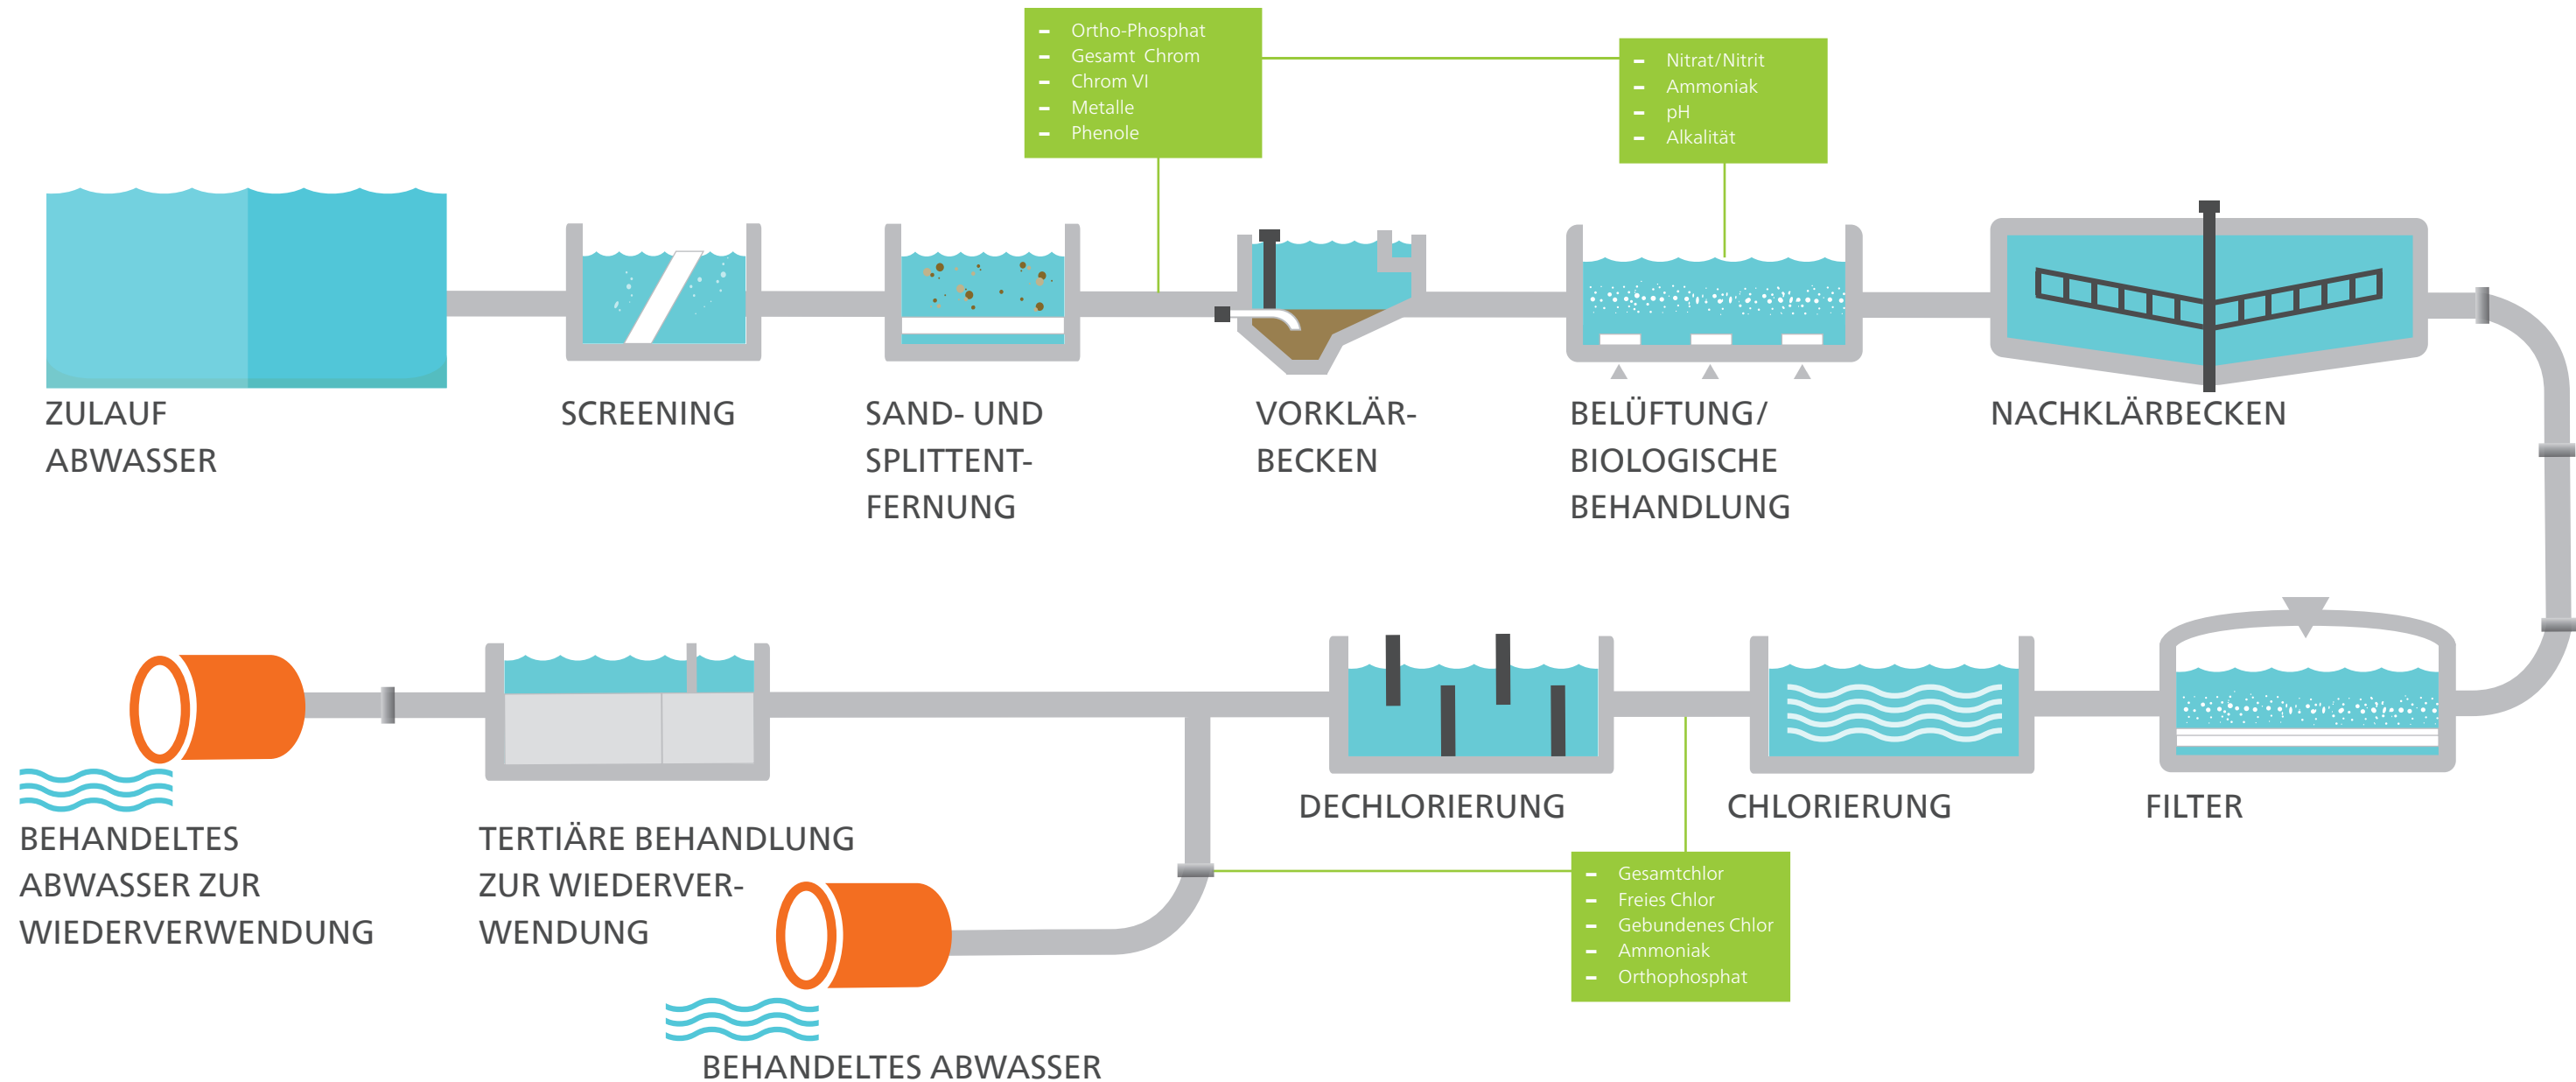 – Ortho-Phosphat
– Gesamt Chrom
– Chrom VI
– Metalle
– Phenole
– Nitrat/Nitrit
– Ammoniak
– pH
– Alkalität
ZULAUF
ABWASSER
SCREENING
SAND- UND
SPLITTENT-
FERNUNG
VORKLÄR-
BECKEN
BELÜFTUNG/
BIOLOGISCHE
BEHANDLUNG
NACHKLÄRBECKEN
BEHANDELTES
ABWASSER ZUR
WIEDERVERWENDUNG
TERTIÄRE BEHANDLUNG
ZUR WIEDERVER-
WENDUNG
BEHANDELTES ABWASSER
DECHLORIERUNG
CHLORIERUNG
FILTER
– Gesamtchlor
– Freies Chlor
– Gebundenes Chlor
– Ammoniak
– Orthophosphat